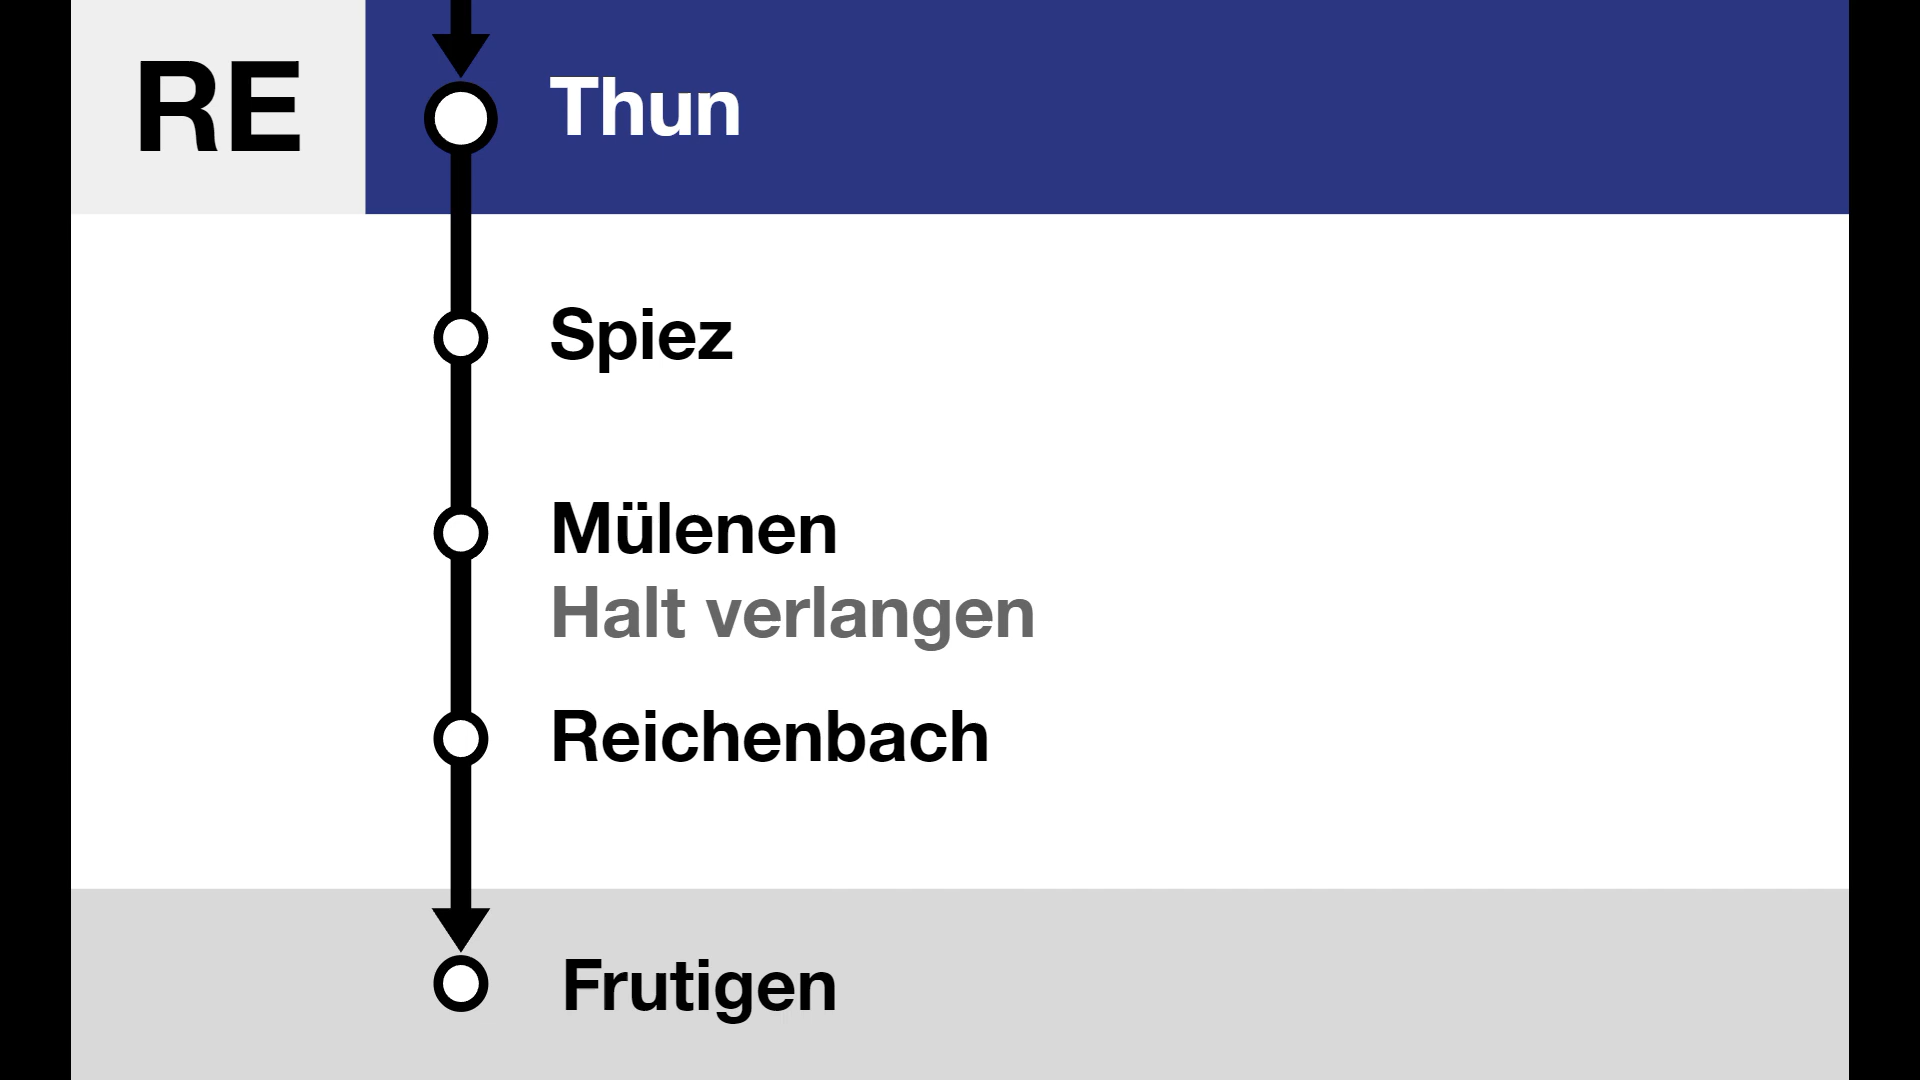 RE
Thun
Spiez
Mülenen
Halt verlangen
Reichenbach
Frutigen